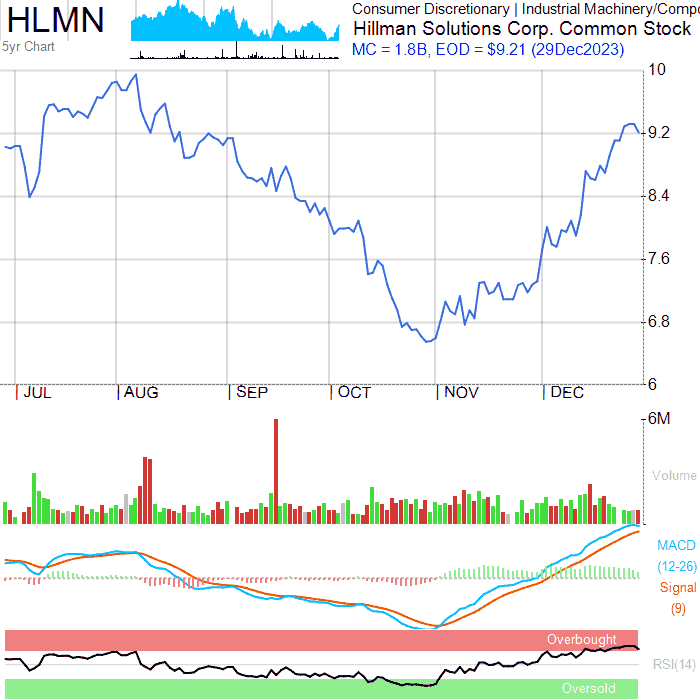 HLMN
5yr Chart
Consumer Discretionary | Industrial Machinery/Compo
Hillman Solutions Corp. Common Stock
MC = 1.8B, EOD = $9.21 (29Dec2023)
10
9.2
8.4
7.6
6.8
6
JUL AUG SEP OCT NOV DEC
6M
Volume
MACD
(12-26)
Signal
(9)
Overbought
RSI(14)
Oversold